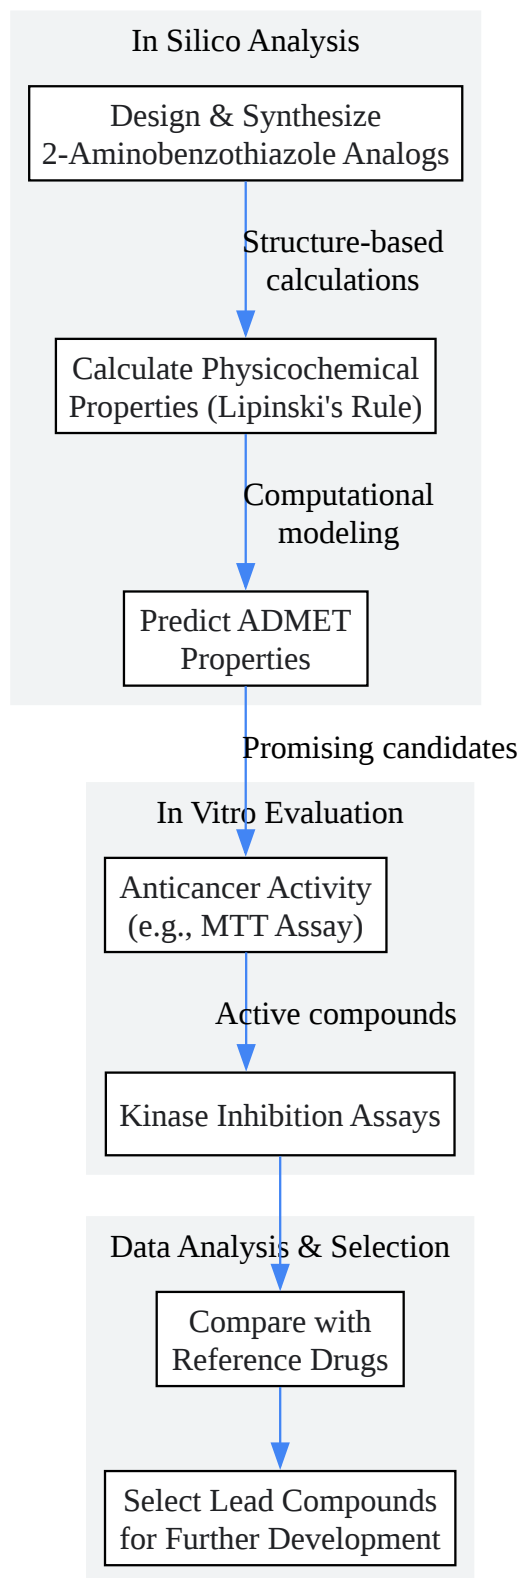 In Silico Analysis
Design & Synthesize
2-Aminobenzothiazole Analogs
Structure-based
calculations
Calculate Physicochemical
Properties (Lipinski's Rule)
Computational
modeling
Predict ADMET
Properties
Promising candidates
In Vitro Evaluation
Anticancer Activity
(e.g., MTT Assay)
Active compounds
Kinase Inhibition Assays
Data Analysis & Selection
Compare with
Reference Drugs
Select Lead Compounds
for Further Development